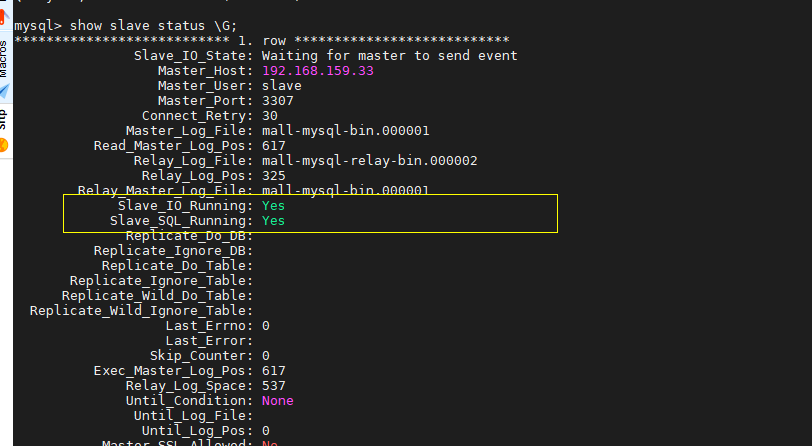 mysql> show slave status \G;
*************************** 1. row ***************************
Slave_IO_State: Waiting for master to send event
Master_Host: 192.168.159.33
Master_User: slave
Master_Port: 3307
Connect_Retry: 30
Master_Log_File: mall-mysql-bin.000001
Read_Master_Log_Pos: 617
Relay_Log_File: mall-mysql-relay-bin.000002
Relay_Log_Pos: 325
Relay_Master_Log_File: mall-mysql-bin.000001
Slave_IO_Running: Yes
Slave_SQL_Running: Yes
Replicate_Do_DB:
Replicate_Ignore_DB:
Replicate_Do_Table:
Replicate_Ignore_Table:
Replicate_Wild_Do_Table:
Replicate_Wild_Ignore_Table:
Last_Errno: 0
Last_Error:
Skip_Counter: 0
Exec_Master_Log_Pos: 617
Relay_Log_Space: 537
Until_Condition: None
Until_Log_File:
Until_Log_Pos: 0
Master_SSL_Allowed: No
Macros
Sftp